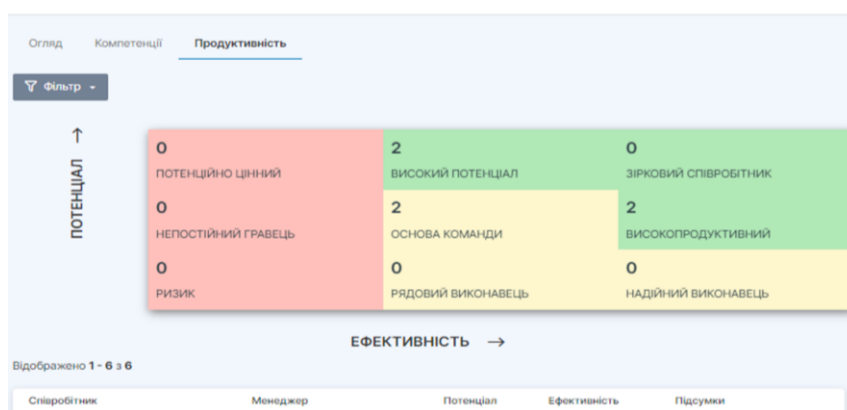 Огляд Компетенції Продуктивність
Фільтр
ПОТЕНЦІАЛ →
0 2 0
ПОТЕНЦІЙНО ЦІННИЙ ВИСОКИЙ ПОТЕНЦІАЛ ЗІРКОВИЙ СПІВРОБІТНИК
0 2 2
НЕПОСТІЙНИЙ ГРАВЕЦЬ ОСНОВА КОМАНДИ ВИСОКОПРОДУКТИВНИЙ
0 0 0
РИЗИК РЯДОВИЙ ВИКОНАВЕЦЬ НАДІЙНИЙ ВИКОНАВЕЦЬ
ЕФЕКТИВНІСТЬ →
Відображено 1 - 6 з 6
Співробітник Менеджер Потенціал Ефективність Підсумки